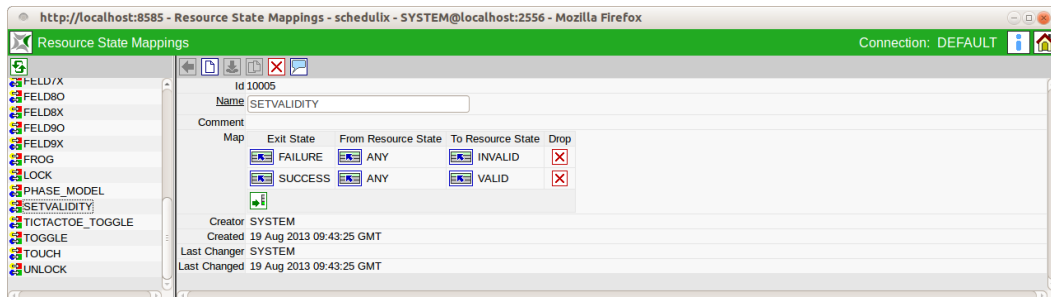 http://localhost:8585 - Resource State Mappings - schedulix - SYSTEM@localhost:2556 - Mozilla Firefox
Resource State Mappings Connection: DEFAULT
FELD7X
FELD8O
FELD8X
FELD9O
FELD9X
FROG
LOCK
PHASE_MODEL
SETVALIDITY
TICTACTOE_TOGGLE
TOGGLE
TOUCH
UNLOCK
Id 10005
Name SETVALIDITY
Comment
Map Exit State From Resource State To Resource State Drop
FAILURE ANY INVALID
SUCCESS ANY VALID
Creator SYSTEM
Created 19 Aug 2013 09:43:25 GMT
Last Changer SYSTEM
Last Changed 19 Aug 2013 09:43:25 GMT